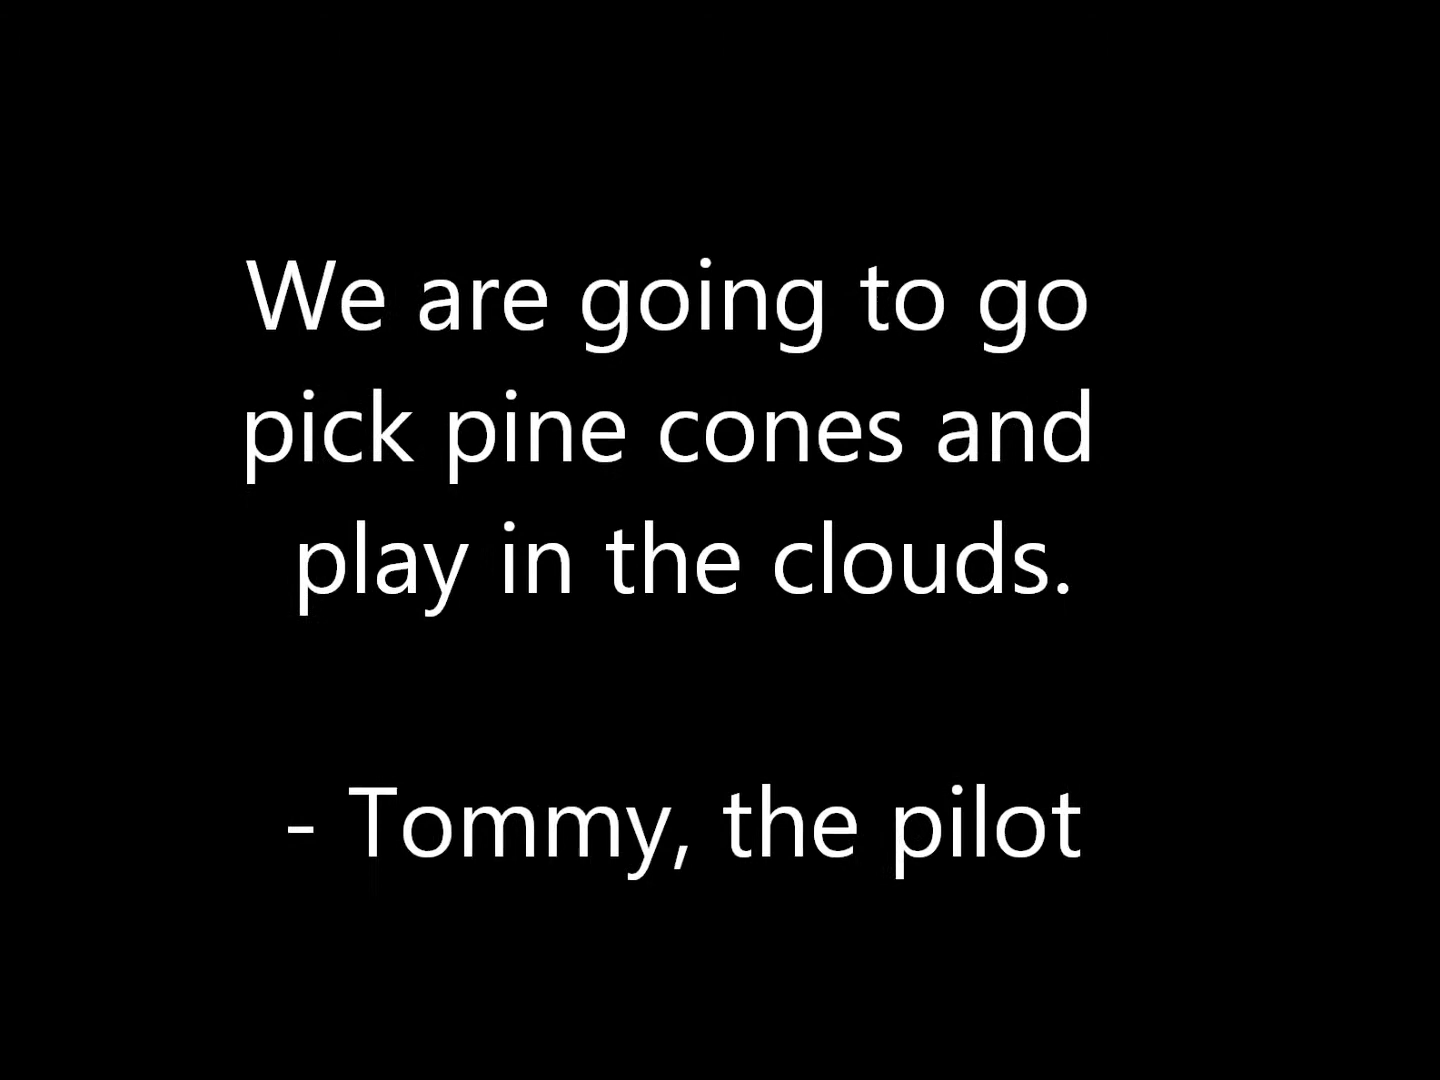 We are going to go
pick pine cones and
play in the clouds.
- Tommy, the pilot